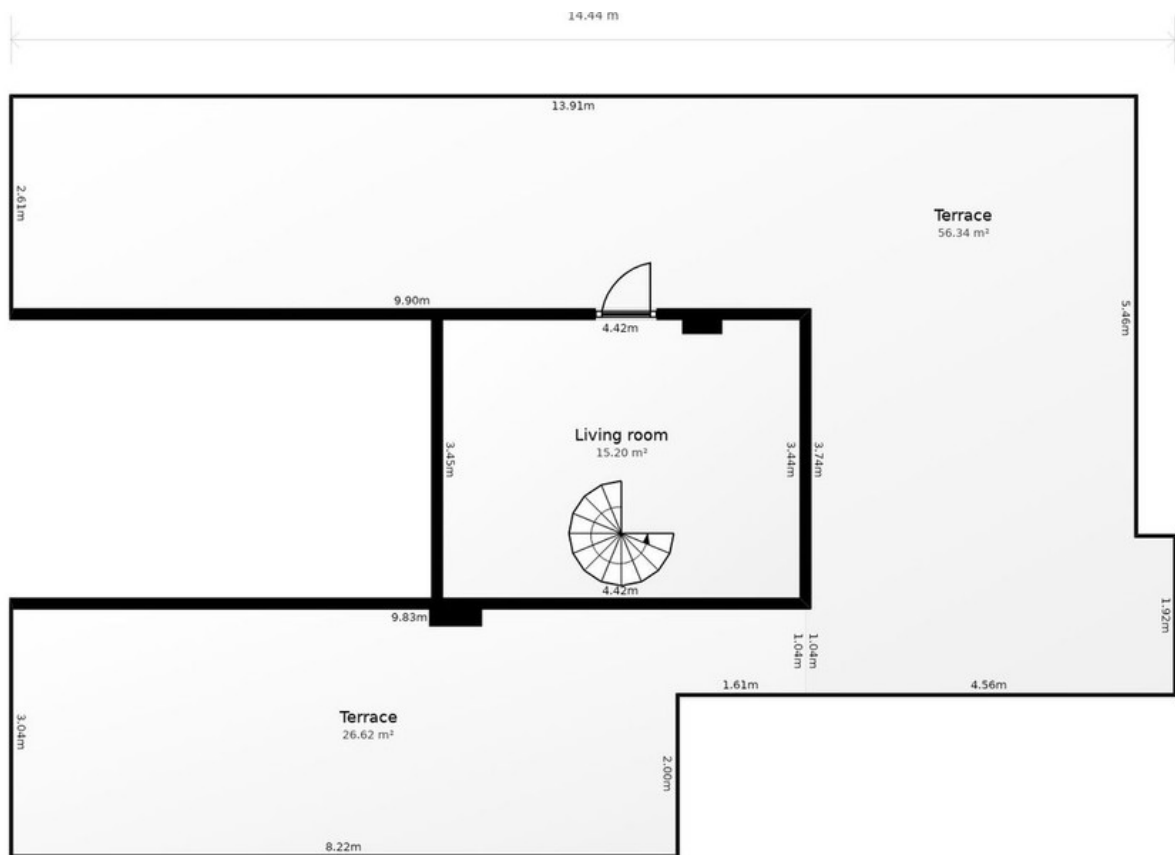 14.44 m
13.91m
2.61m
Terrace
56.34 m²
5.46m
9.90m
4.42m
Living room
15.20 m²
3.45m
3.44m
3.74m
4.42m
9.83m
1.04m
1.04m
1.92m
1.61m
4.56m
Terrace
26.62 m²
3.04m
2.00m
8.22m